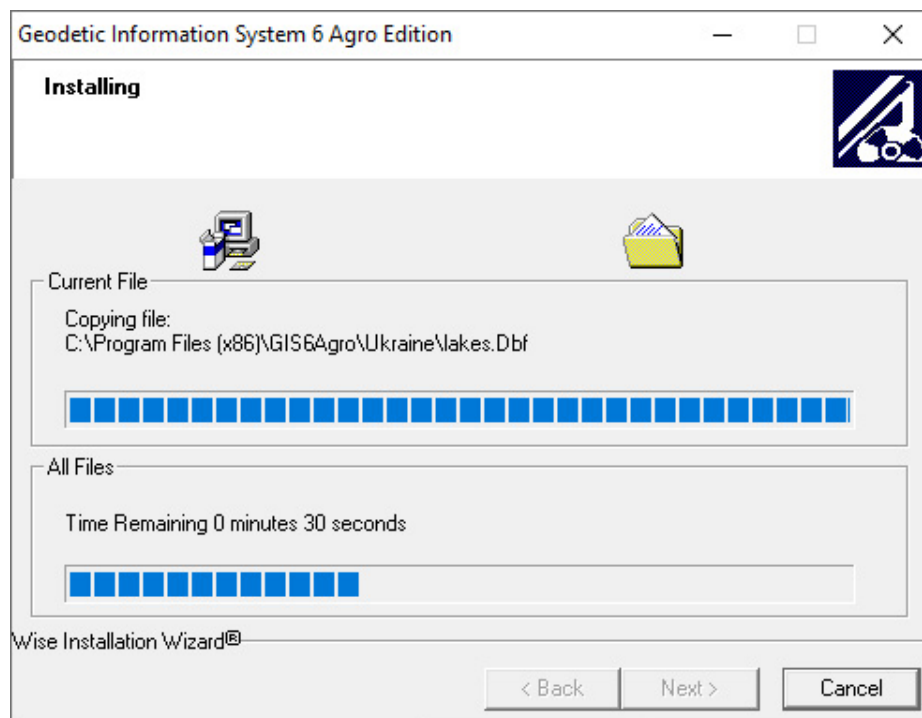 Geodetic Information System 6 Agro Edition
Installing
Current File
Copying file:
C:\Program Files (x86)\GIS6Agro\Ukraine\lakes.Dbf
All Files
Time Remaining 0 minutes 30 seconds
Wise Installation Wizard®
< Back
Next >
Cancel